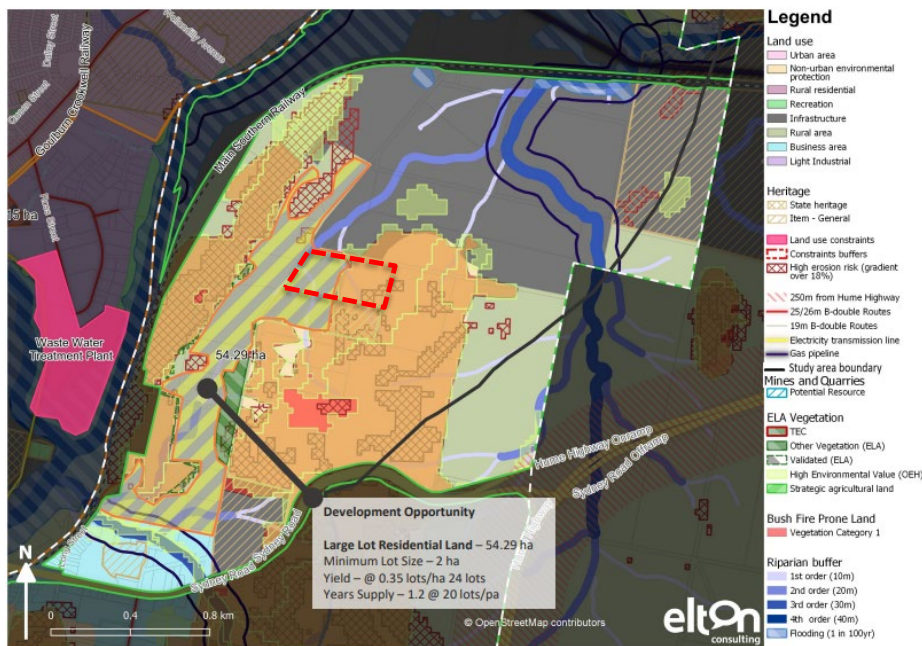 Dalley Street
Goulburn Crookwell Railway
Main Southern Railway
15 ha
Waste Water
Treatment Plant
54.29 ha
Hume Highway Onramp
Sydney Road Offramp
Sydney Road Sydney Road
Development Opportunity
Large Lot Residential Land – 54.29 ha
Minimum Lot Size – 2 ha
Yield – @ 0.35 lots/ha 24 lots
Years Supply – 1.2 @ 20 lots/pa
N
0 0.4 0.8 km
© OpenStreetMap contributors
elton
consulting
Legend
Land use
Urban area
Non-urban environmental
protection
Rural residential
Recreation
Infrastructure
Rural area
Business area
Light Industrial
Heritage
State heritage
Item - General
Land use constraints
Constraints buffers
High erosion risk (gradient
over 18%)
250m from Hume Highway
25/26m B-double Routes
19m B-double Routes
Electricity transmission line
Gas pipeline
Study area boundary
Mines and Quarries
Potential Resource
ELA Vegetation
TEC
Other Vegetation (ELA)
Validated (ELA)
High Environmental Value (OEH)
Strategic agricultural land
Bush Fire Prone Land
Vegetation Category 1
Riparian buffer
1st order (10m)
2nd order (20m)
3rd order (30m)
4th order (40m)
Flooding (1 in 100yr)